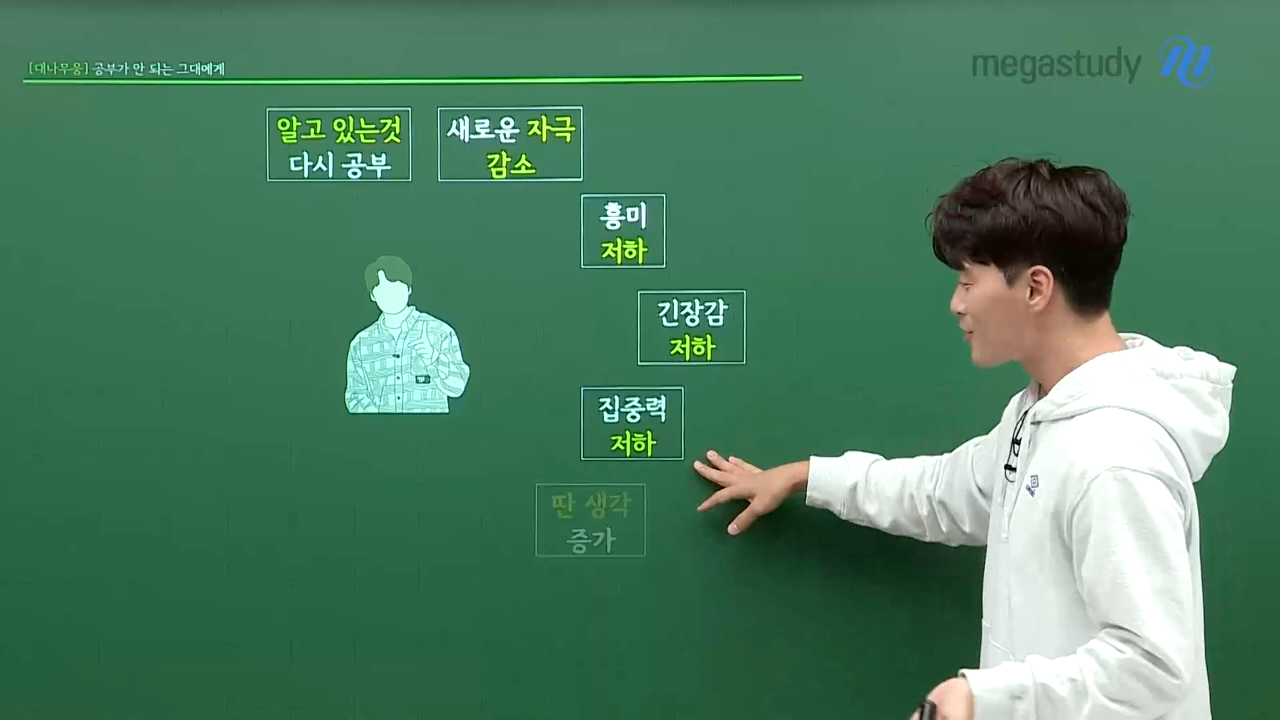 [대나무웅] 공부가 안 되는 그대에게
megastudy
알고 있는것
다시 공부
새로운 자극
감소
흥미
저하
긴장감
저하
집중력
저하
딴 생각
증가